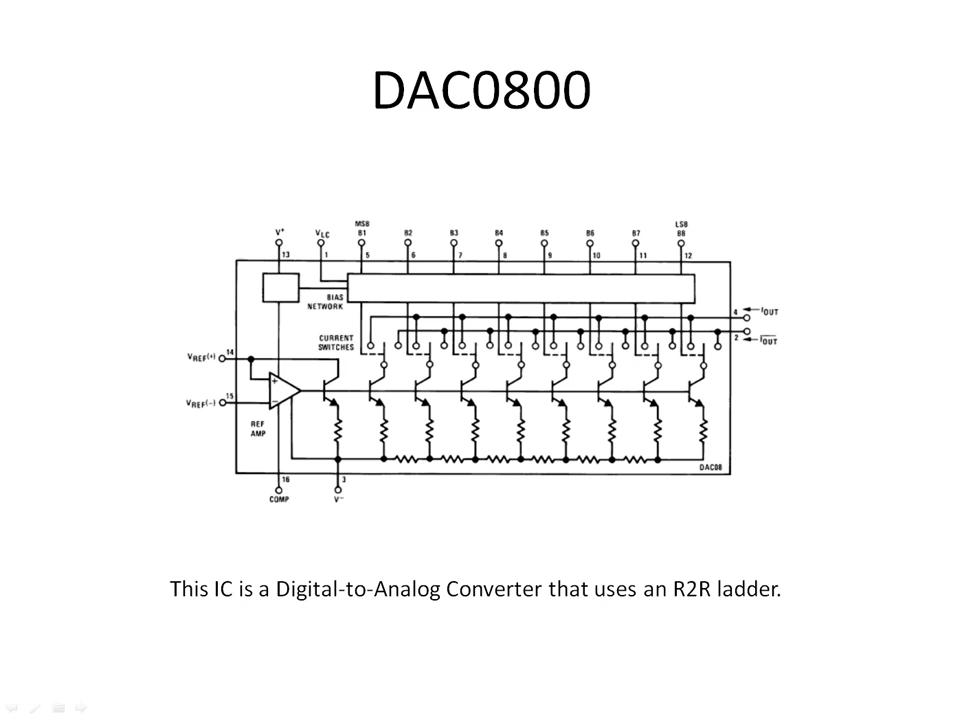 DAC0800
MSB LSB
V⁺ VLC B1 B2 B3 B4 B5 B6 B7 B8
13 1 5 6 7 8 9 10 11 12
BIAS
NETWORK
4 IOUT
CURRENT
SWITCHES
2 I̅OUT
VREF(+) 14
+
VREF(−) 15
−
REF
AMP
DAC08
16 3
COMP V⁻
This IC is a Digital-to-Analog Converter that uses an R2R ladder.